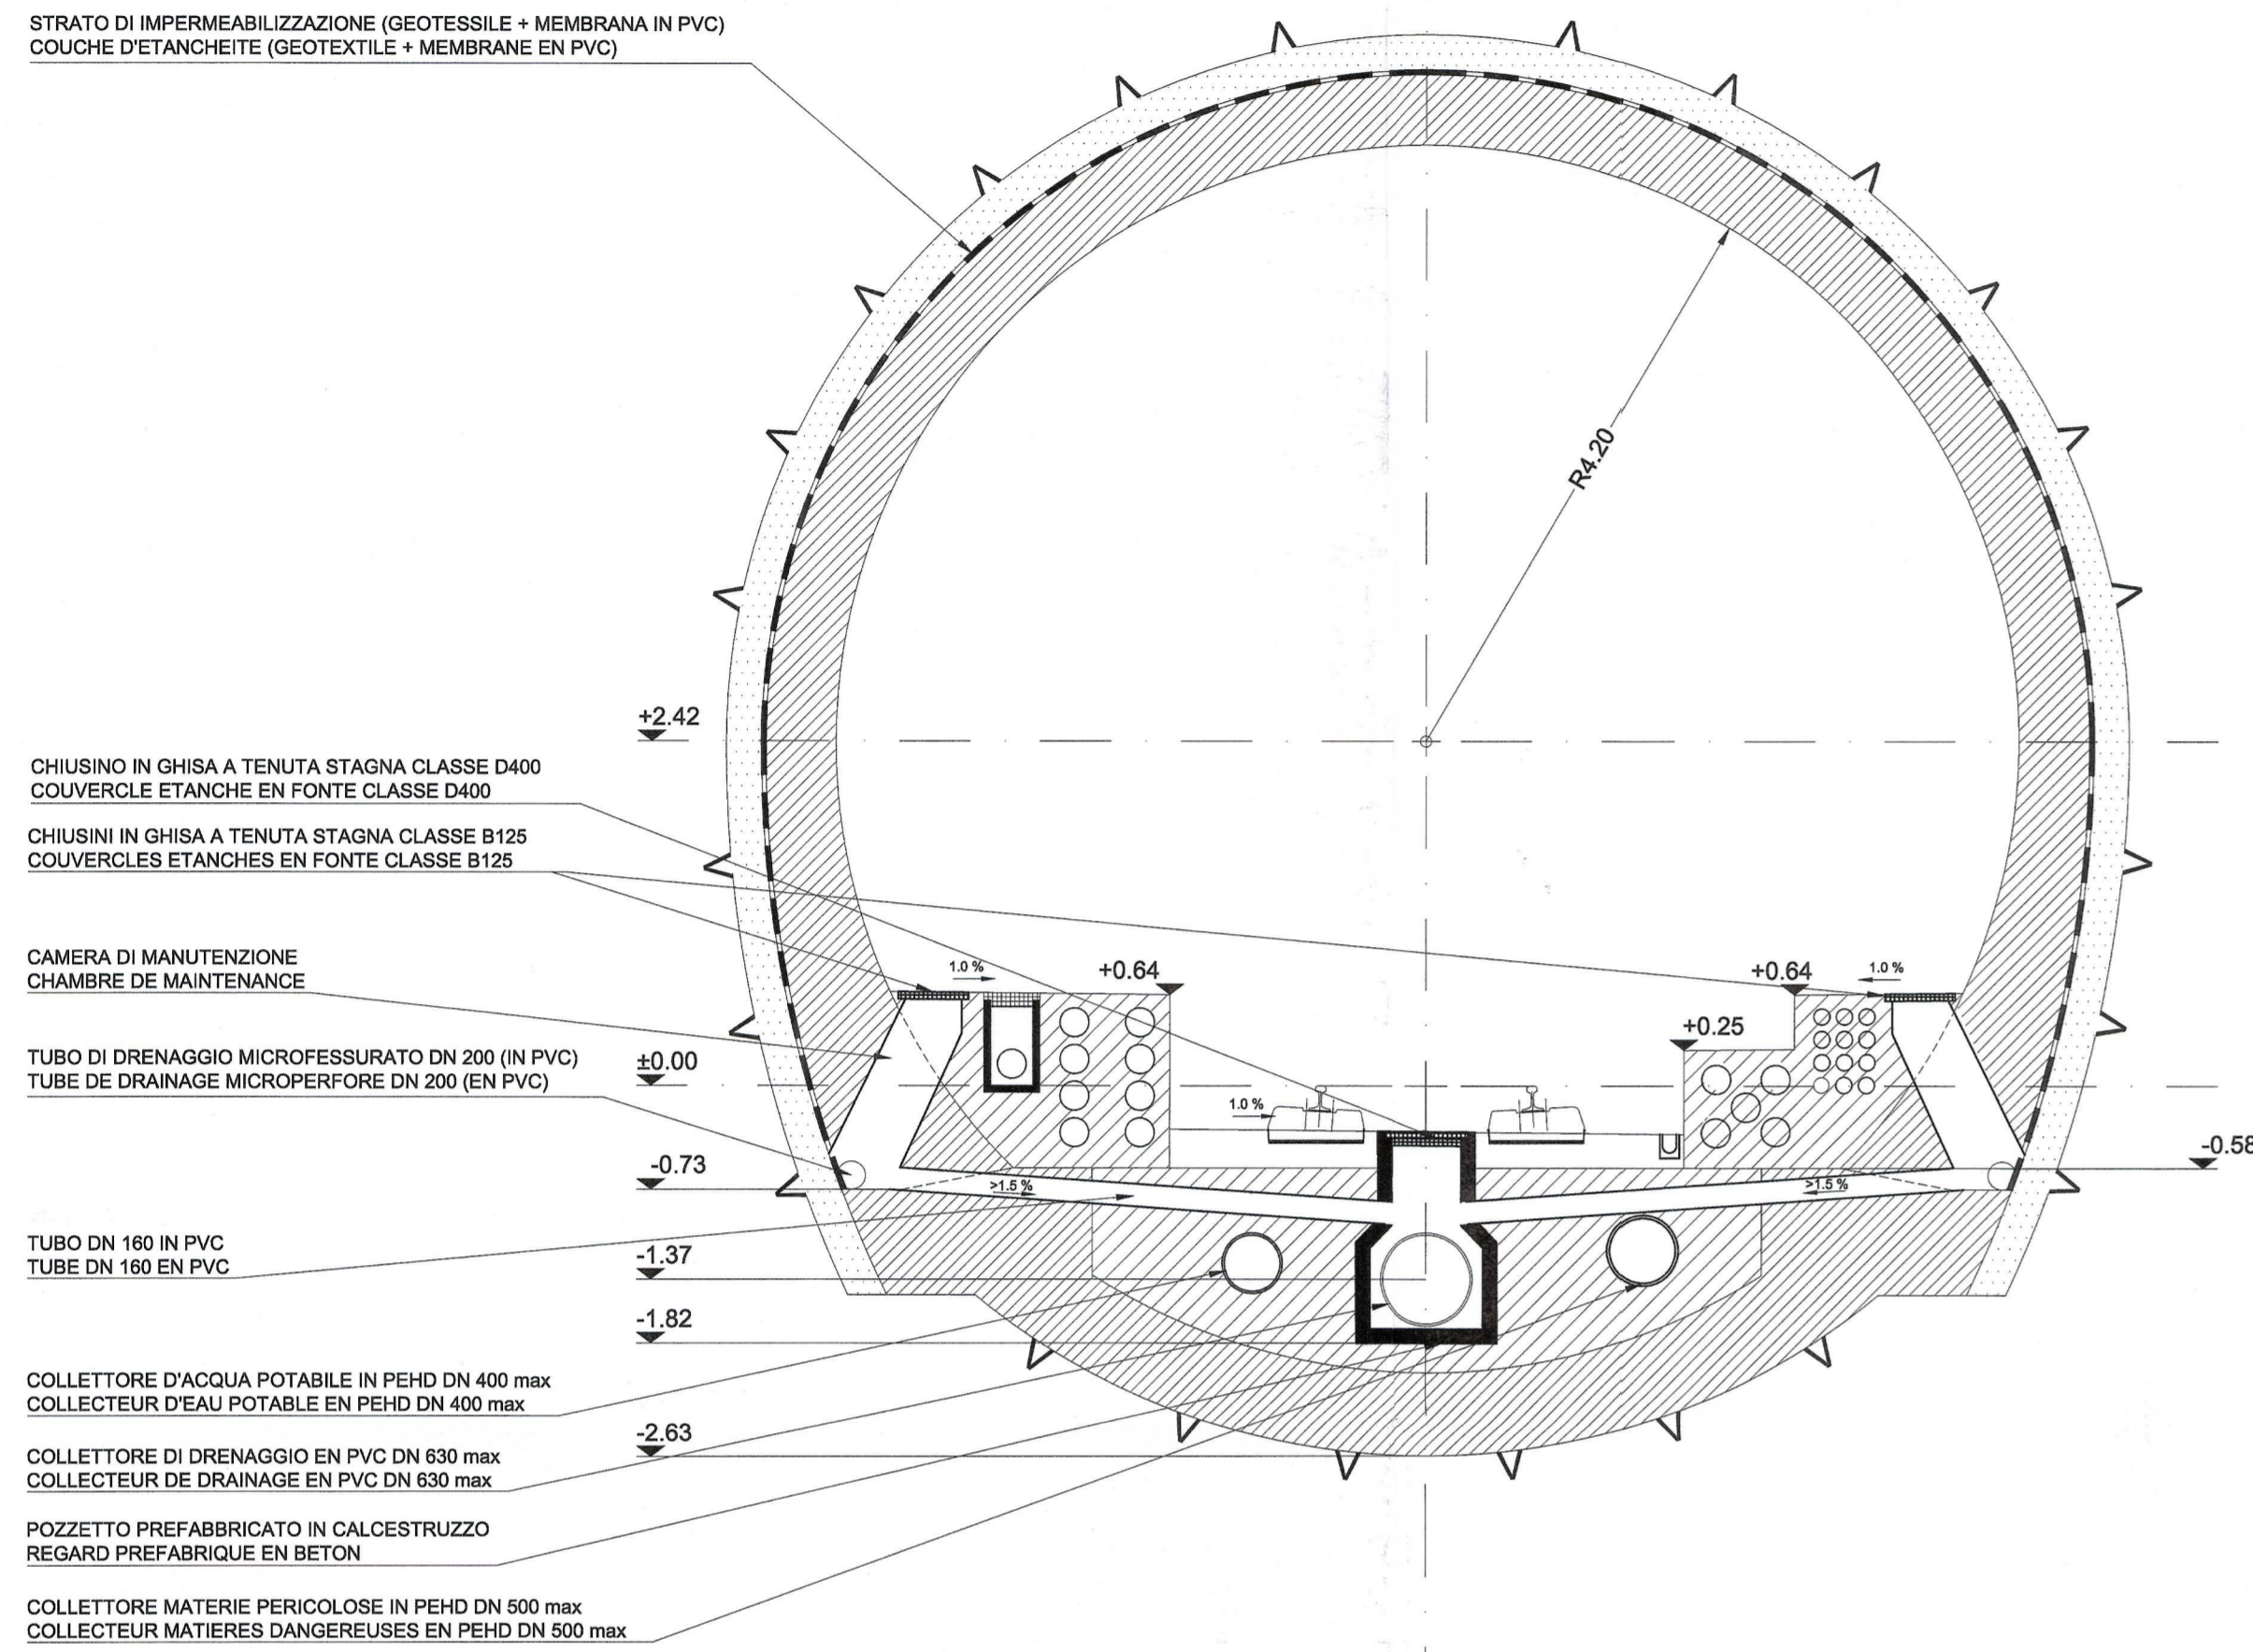 STRATO DI IMPERMEABILIZZAZIONE (GEOTESSILE + MEMBRANA IN PVC)
COUCHE D'ETANCHEITE (GEOTEXTILE + MEMBRANE EN PVC)
R4.20
+2.42
CHIUSINO IN GHISA A TENUTA STAGNA CLASSE D400
COUVERCLE ETANCHE EN FONTE CLASSE D400
CHIUSINI IN GHISA A TENUTA STAGNA CLASSE B125
COUVERCLES ETANCHES EN FONTE CLASSE B125
CAMERA DI MANUTENZIONE
CHAMBRE DE MAINTENANCE
1.0 %
+0.64
+0.64
1.0 %
+0.25
TUBO DI DRENAGGIO MICROFESSURATO DN 200 (IN PVC)
TUBE DE DRAINAGE MICROPERFORE DN 200 (EN PVC)
±0.00
1.0 %
-0.58
-0.73
>1.5 %
>1.5 %
TUBO DN 160 IN PVC
TUBE DN 160 EN PVC
-1.37
-1.82
COLLETTORE D'ACQUA POTABILE IN PEHD DN 400 max
COLLECTEUR D'EAU POTABLE EN PEHD DN 400 max
-2.63
COLLETTORE DI DRENAGGIO EN PVC DN 630 max
COLLECTEUR DE DRAINAGE EN PVC DN 630 max
POZZETTO PREFABBRICATO IN CALCESTRUZZO
REGARD PREFABRIQUE EN BETON
COLLETTORE MATERIE PERICOLOSE IN PEHD DN 500 max
COLLECTEUR MATIERES DANGEREUSES EN PEHD DN 500 max